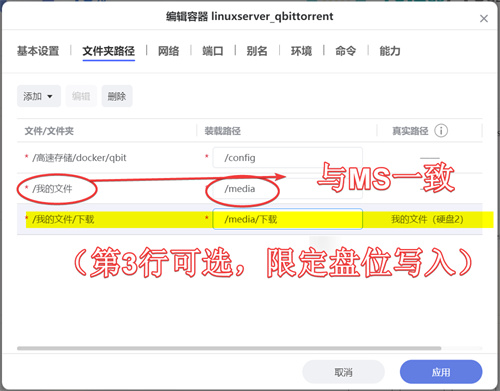 编辑容器 linuxserver_qbittorrent
基本设置 文件夹路径 网络 端口 别名 环境 命令 能力
添加 编辑 删除
文件/文件夹 装载路径 真实路径
* /高速存储/docker/qbit * /config ——
* /我的文件 * /media ——
与MS一致
* /我的文件/下载 * /media/下载 我的文件（硬盘2）
（第3行可选，限定盘位写入）
取消 应用